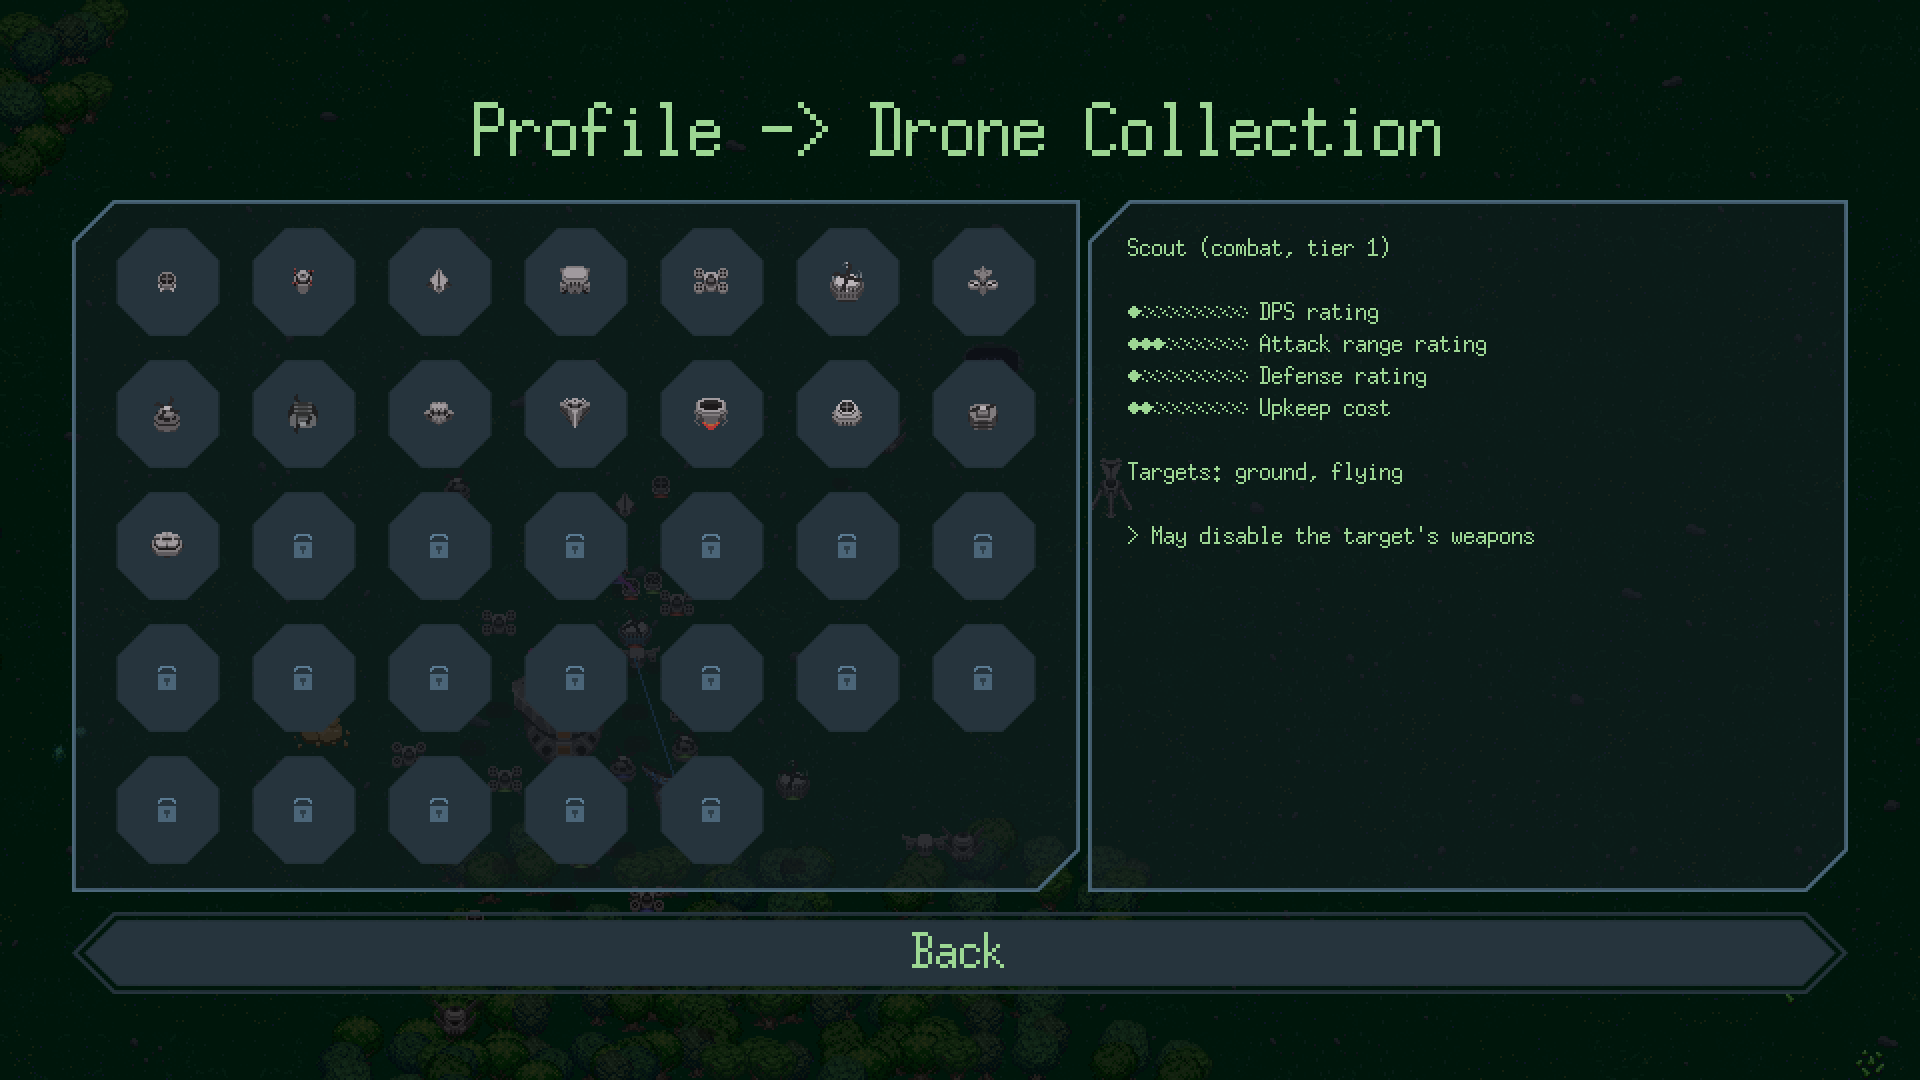 Profile -> Drone Collection
Scout (combat, tier 1)
DPS rating
Attack range rating
Defense rating
Upkeep cost
Targets: ground, flying
> May disable the target's weapons
Back